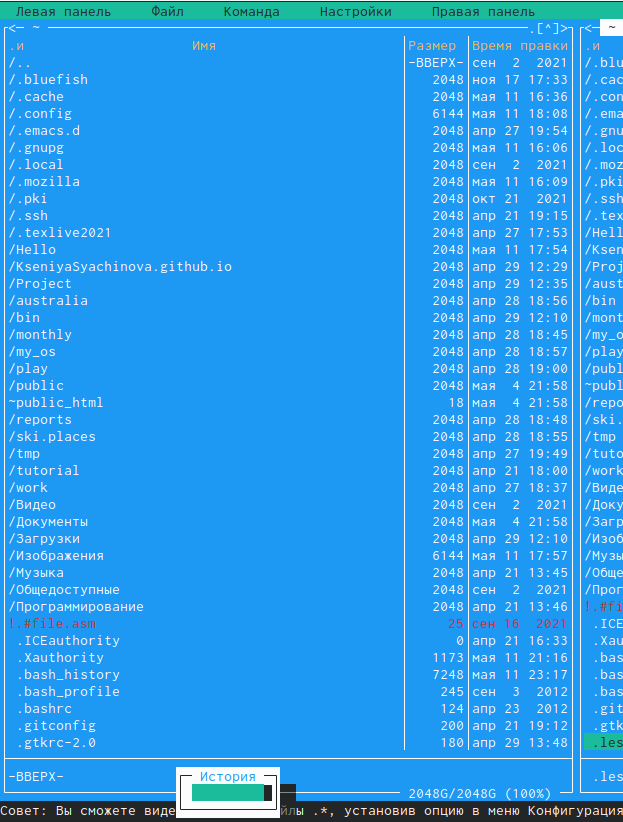 Левая панель Файл Команда Настройки Правая панель
<─ ~ ─.[^]> <─ ~
.и Имя Размер Время правки .и
/.. -ВВЕРХ- сен 2 2021 /.blu
/.bluefish 2048 ноя 17 17:33 /.cac
/.cache 2048 мая 11 16:36 /.con
/.config 6144 мая 11 18:08 /.ema
/.emacs.d 2048 апр 27 19:54 /.gnu
/.gnupg 2048 мая 11 16:06 /.loc
/.local 2048 сен 2 2021 /.moz
/.mozilla 2048 мая 11 16:09 /.pki
/.pki 2048 окт 21 2021 /.ssh
/.ssh 2048 апр 21 19:15 /.tex
/.texlive2021 2048 апр 27 17:53 /Hell
/Hello 2048 мая 11 17:54 /Ksen
/KseniyaSyachinova.github.io 2048 апр 29 12:29 /Proj
/Project 2048 апр 29 12:35 /aust
/australia 2048 апр 28 18:56 /bin
/bin 2048 апр 29 12:10 /mont
/monthly 2048 апр 28 18:45 /my_o
/my_os 2048 апр 28 18:57 /play
/play 2048 апр 28 19:00 /publ
/public 2048 мая 4 21:58 ~publ
~public_html 18 мая 4 21:58 /repo
/reports 2048 апр 28 18:48 /ski.
/ski.places 2048 апр 28 18:55 /tmp
/tmp 2048 апр 27 19:49 /tuto
/tutorial 2048 апр 21 18:00 /work
/work 2048 апр 27 18:37 /Виде
/Видео 2048 сен 2 2021 /Доку
/Документы 2048 мая 4 21:58 /Загр
/Загрузки 2048 апр 29 12:10 /Изоб
/Изображения 6144 мая 11 17:57 /Музы
/Музыка 2048 апр 21 13:45 /Обще
/Общедоступные 2048 сен 2 2021 /Прог
/Программирование 2048 апр 21 13:46 !.#fi
!.#file.asm 25 сен 16 2021 .ICE
.ICEauthority 0 апр 21 16:33 .Xau
.Xauthority 1173 мая 11 21:16 .bas
.bash_history 7248 мая 11 23:17 .bas
.bash_profile 245 сен 3 2012 .bas
.bashrc 124 апр 23 2012 .git
.gitconfig 200 апр 21 19:12 .gtk
.gtkrc-2.0 180 апр 29 13:48 .les
-ВВЕРХ- .les
История
2048G/2048G (100%)
Совет: Вы сможете виде йлы .*, установив опцию в меню Конфигурация